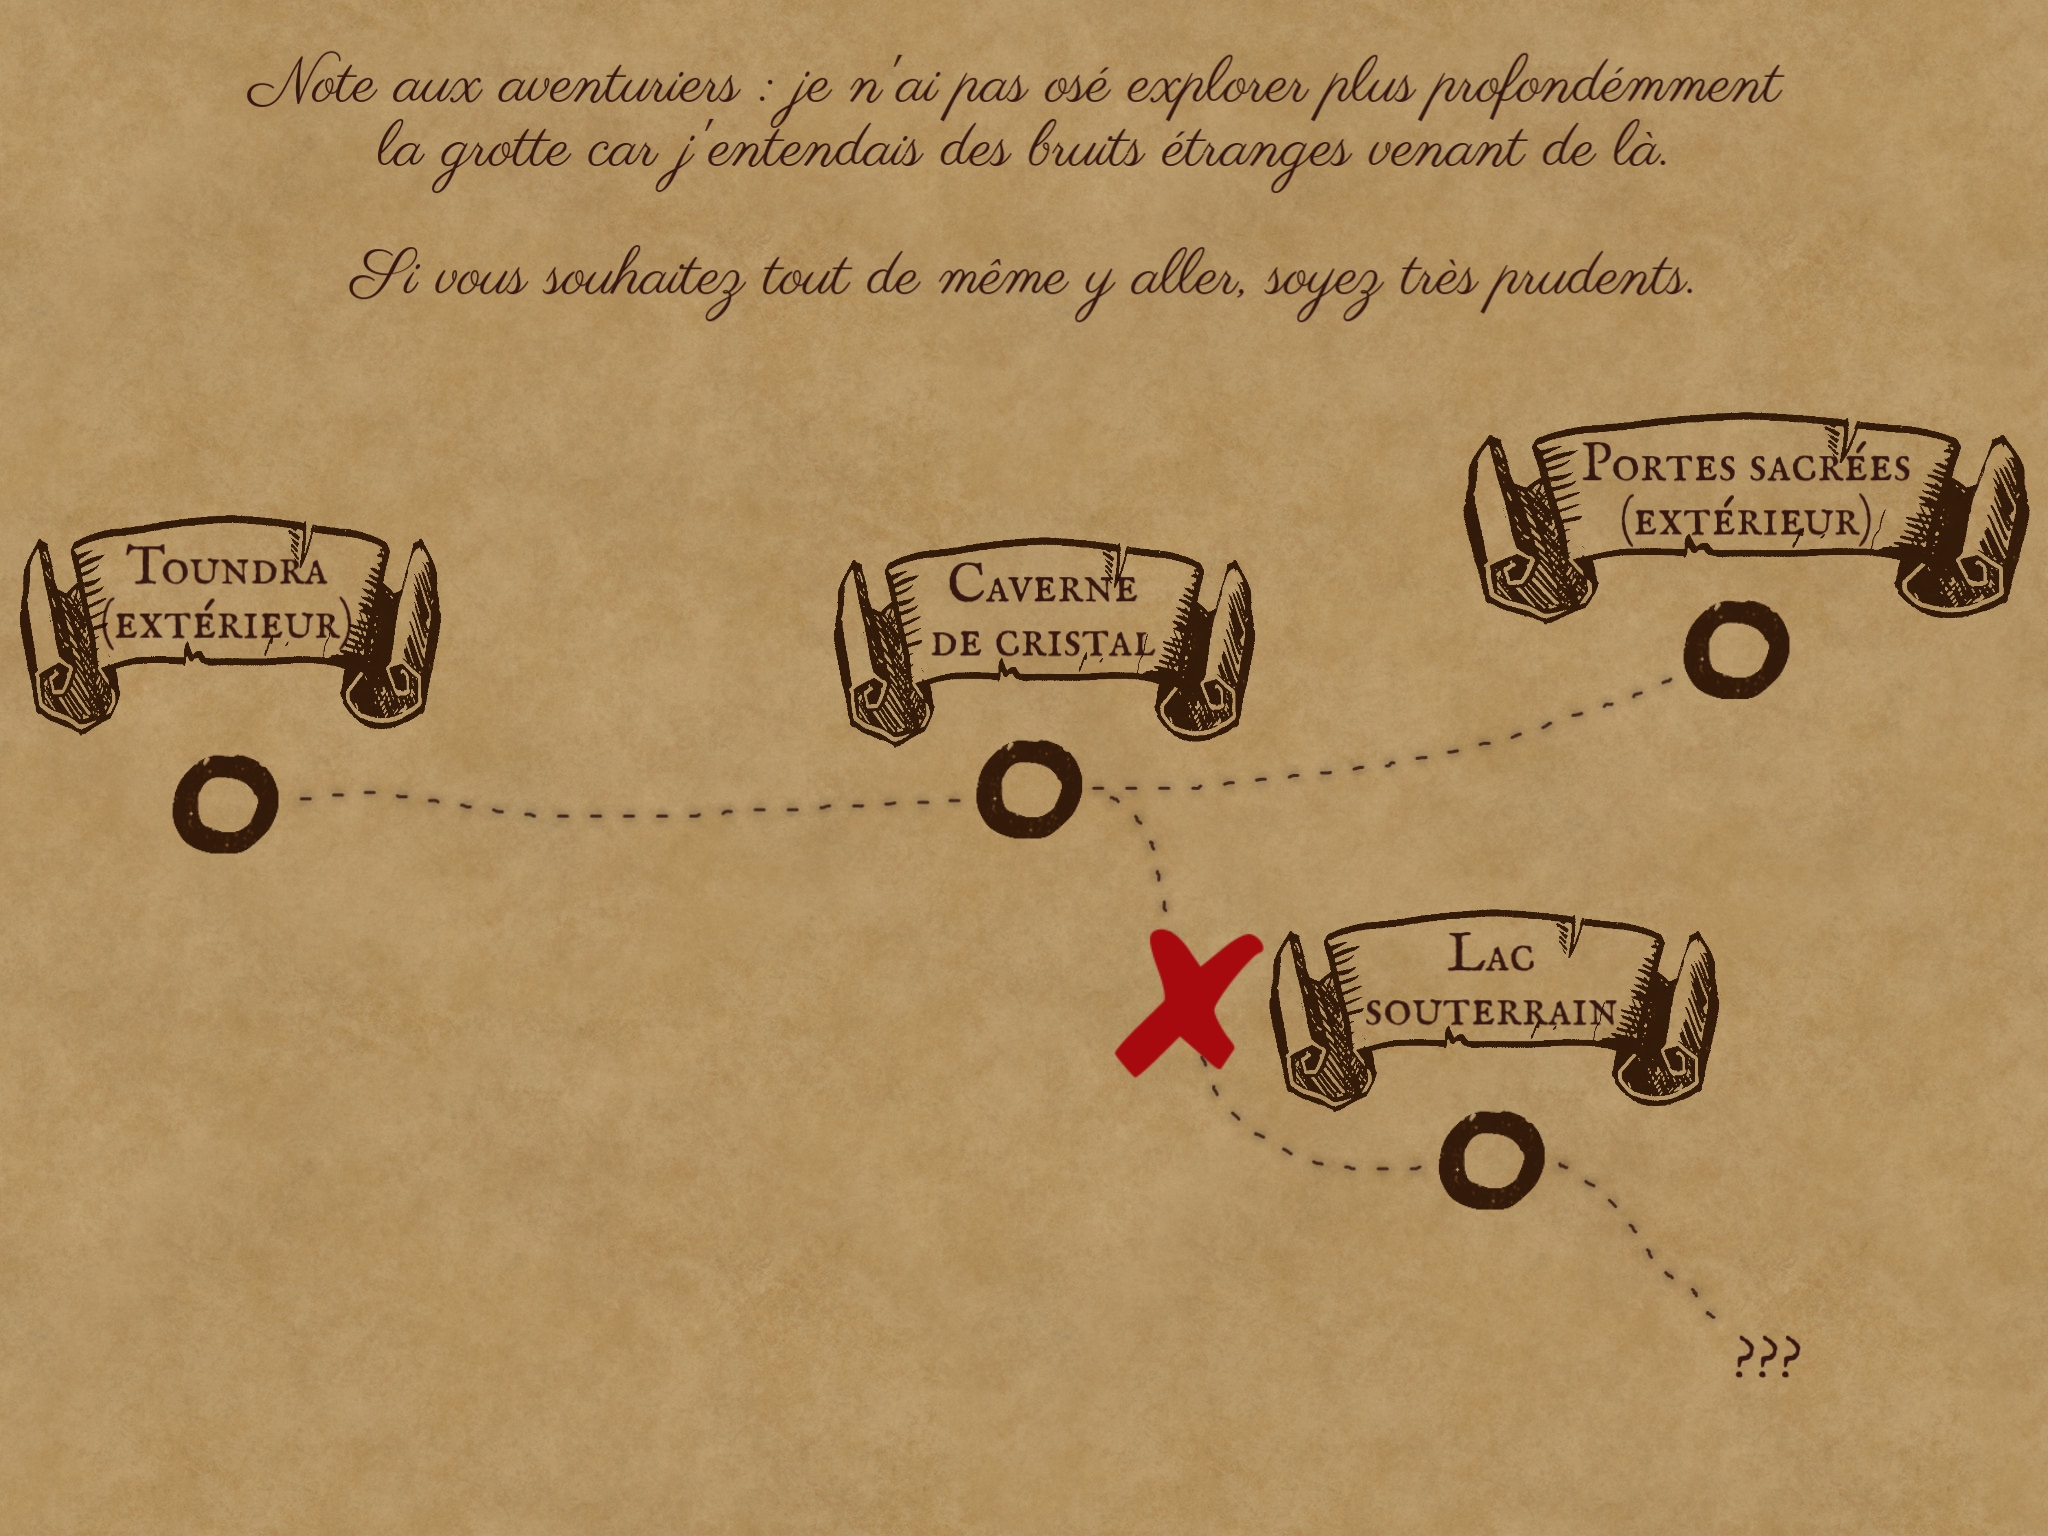 Note aux aventuriers : je n'ai pas osé explorer plus profondémment
la grotte car j'entendais des bruits étranges venant de là.
Si vous souhaitez tout de même y aller, soyez très prudents.
Portes sacrées
(extérieur)
Toundra
(extérieur)
Caverne
de cristal
Lac
souterrain
???